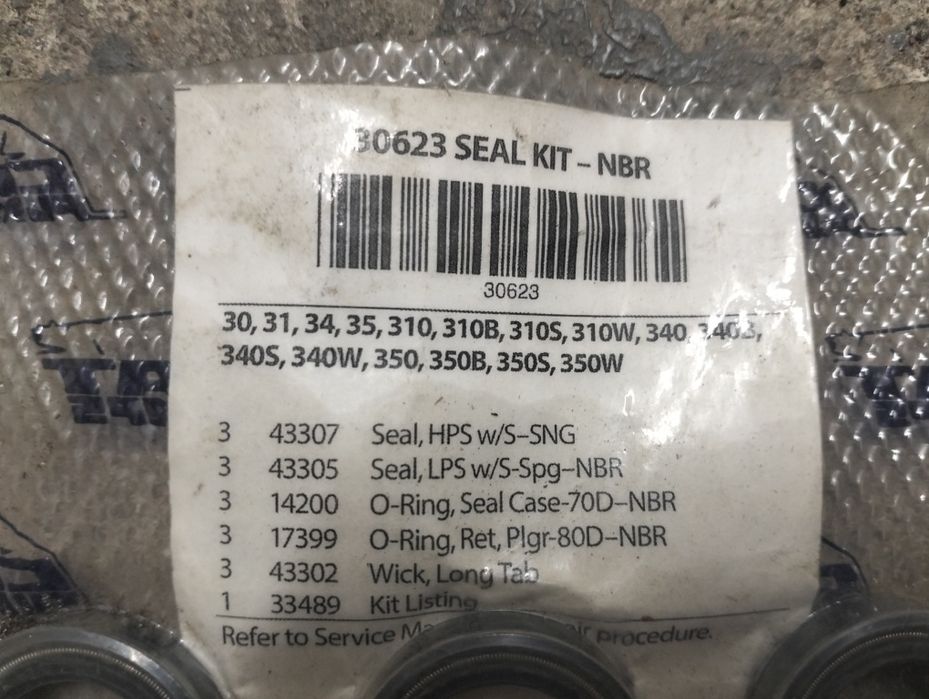 30623 SEAL KIT – NBR
30623
30, 31, 34, 35, 310, 310B, 310S, 310W, 340, 340B,
340S, 340W, 350, 350B, 350S, 350W
3 43307 Seal, HPS w/S–SNG
3 43305 Seal, LPS w/S-Spg–NBR
3 14200 O-Ring, Seal Case-70D–NBR
3 17399 O-Ring, Ret, Plgr-80D–NBR
3 43302 Wick, Long Tab
1 33489 Kit Listing
Refer to Service procedure.